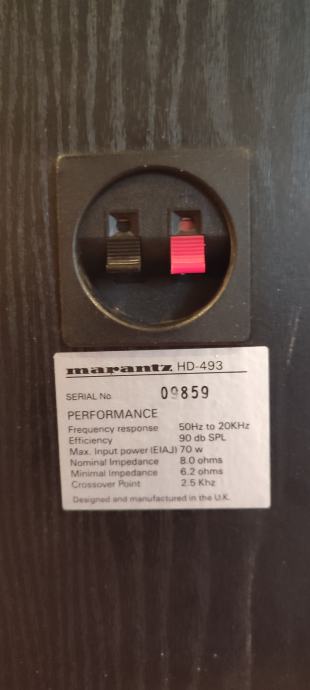 marantz HD-493
SERIAL No. 09859
PERFORMANCE
Frequency response 50Hz to 20KHz
Efficiency 90 db SPL
Max. Input power (EIAJ) 70 w
Nominal Impedance 8.0 ohms
Minimal Impedance 6.2 ohms
Crossover Point 2.5 Khz
Designed and manufactured in the U.K.